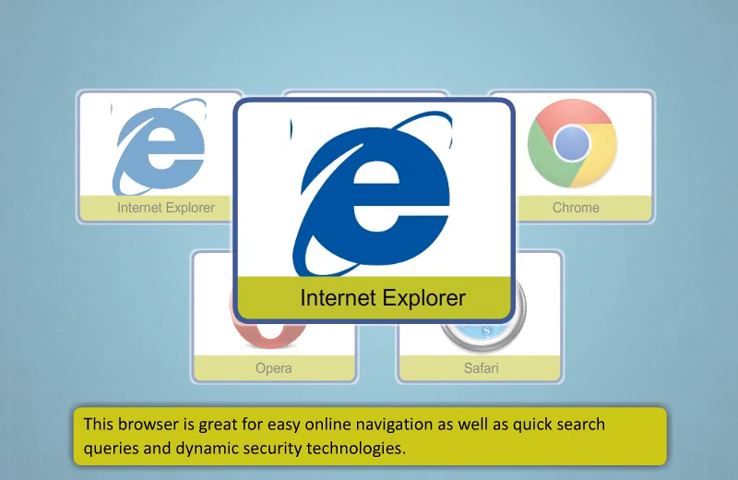 Internet Explorer
Chrome
Internet Explorer
Opera
Safari
This browser is great for easy online navigation as well as quick search
queries and dynamic security technologies.